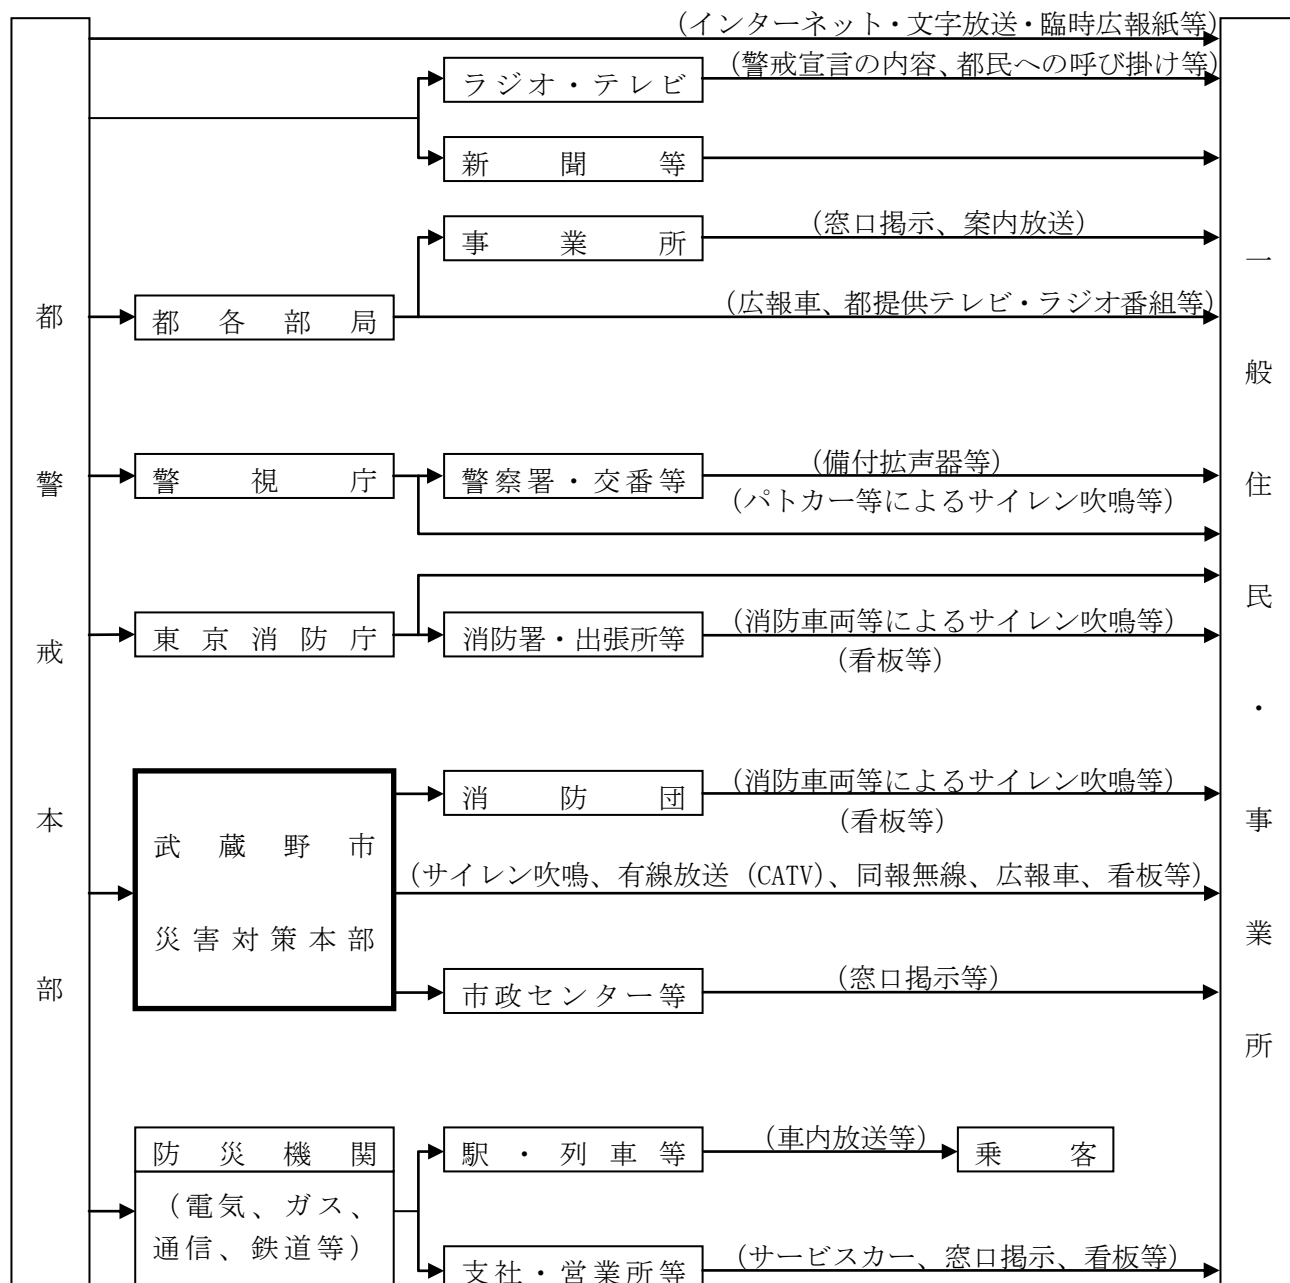 都警戒本部
(インターネット・文字放送・臨時広報紙等)
ラジオ・テレビ
(警戒宣言の内容、都民への呼び掛け等)
新聞等
事業所
(窓口掲示、案内放送)
都各部局
(広報車、都提供テレビ・ラジオ番組等)
警視庁
警察署・交番等
(備付拡声器等)
(パトカー等によるサイレン吹鳴等)
東京消防庁
消防署・出張所等
(消防車両等によるサイレン吹鳴等)
(看板等)
武蔵野市
災害対策本部
消防団
(消防車両等によるサイレン吹鳴等)
(看板等)
(サイレン吹鳴、有線放送(CATV)、同報無線、広報車、看板等)
市政センター等
(窓口掲示等)
防災機関
(電気、ガス、
通信、鉄道等)
駅・列車等
(車内放送等)
乗客
支社・営業所等
(サービスカー、窓口掲示、看板等)
一般住民・事業所